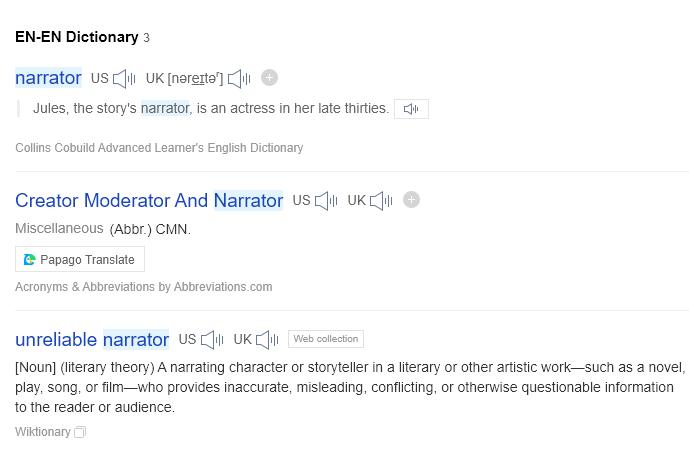 EN-EN Dictionary 3
narrator US UK [nəreɪtəʳ]
Jules, the story's narrator, is an actress in her late thirties.
Collins Cobuild Advanced Learner's English Dictionary
Creator Moderator And Narrator US UK
Miscellaneous (Abbr.) CMN.
Papago Translate
Acronyms & Abbreviations by Abbreviations.com
unreliable narrator US UK Web collection
[Noun] (literary theory) A narrating character or storyteller in a literary or other artistic work—such as a novel,
play, song, or film—who provides inaccurate, misleading, conflicting, or otherwise questionable information
to the reader or audience.
Wiktionary